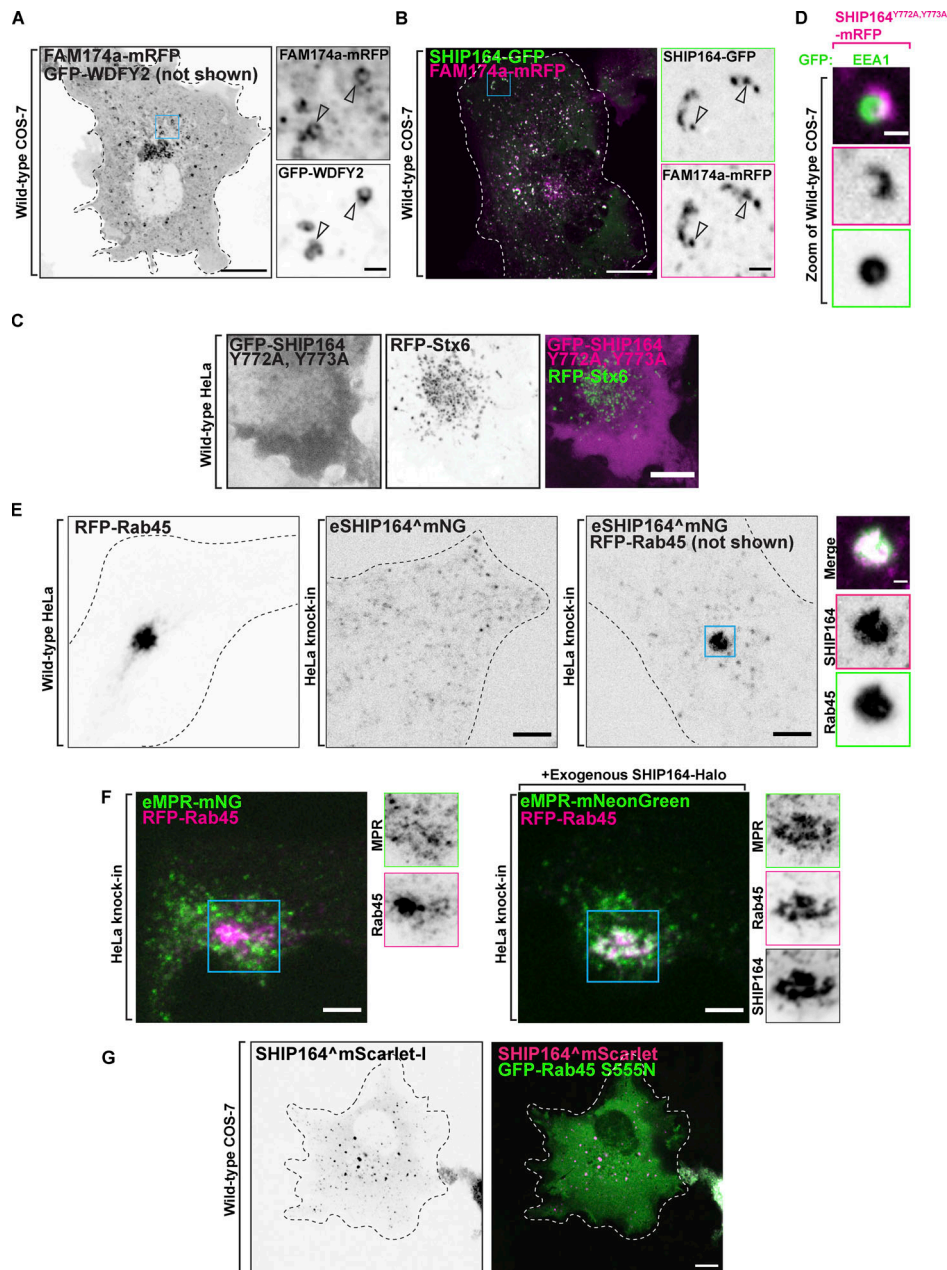 A
FAM174a-mRFP
GFP-WDFY2 (not shown)
Wild-type COS-7
FAM174a-mRFP
GFP-WDFY2
B
SHIP164-GFP
FAM174a-mRFP
Wild-type COS-7
SHIP164-GFP
FAM174a-mRFP
D
SHIP164Y772A,Y773A
-mRFP
GFP: EEA1
Zoom of Wild-type COS-7
C
Wild-type HeLa
GFP-SHIP164
Y772A, Y773A
RFP-Stx6
GFP-SHIP164
Y772A, Y773A
RFP-Stx6
E
Wild-type HeLa
RFP-Rab45
HeLa knock-in
eSHIP164^mNG
HeLa knock-in
eSHIP164^mNG
RFP-Rab45 (not shown)
Merge
SHIP164
Rab45
F
HeLa knock-in
eMPR-mNG
RFP-Rab45
MPR
Rab45
+Exogenous SHIP164-Halo
HeLa knock-in
eMPR-mNeonGreen
RFP-Rab45
MPR
Rab45
SHIP164
G
Wild-type COS-7
SHIP164^mScarlet-I
SHIP164^mScarlet
GFP-Rab45 S555N